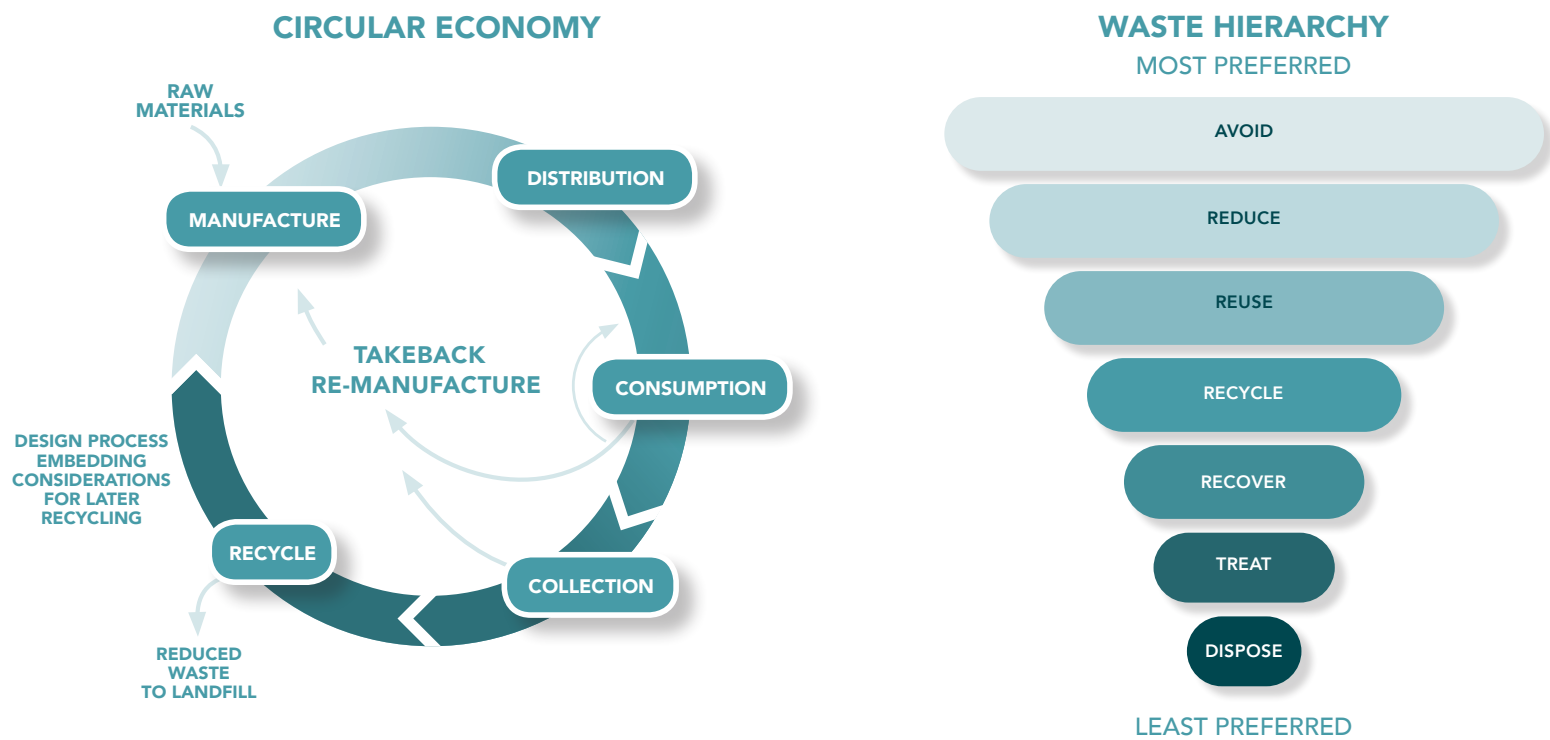 CIRCULAR ECONOMY
RAW
MATERIALS
MANUFACTURE
DISTRIBUTION
TAKEBACK
RE-MANUFACTURE
CONSUMPTION
DESIGN PROCESS
EMBEDDING
CONSIDERATIONS
FOR LATER
RECYCLING
RECYCLE
COLLECTION
REDUCED
WASTE
TO LANDFILL
WASTE HIERARCHY
MOST PREFERRED
AVOID
REDUCE
REUSE
RECYCLE
RECOVER
TREAT
DISPOSE
LEAST PREFERRED